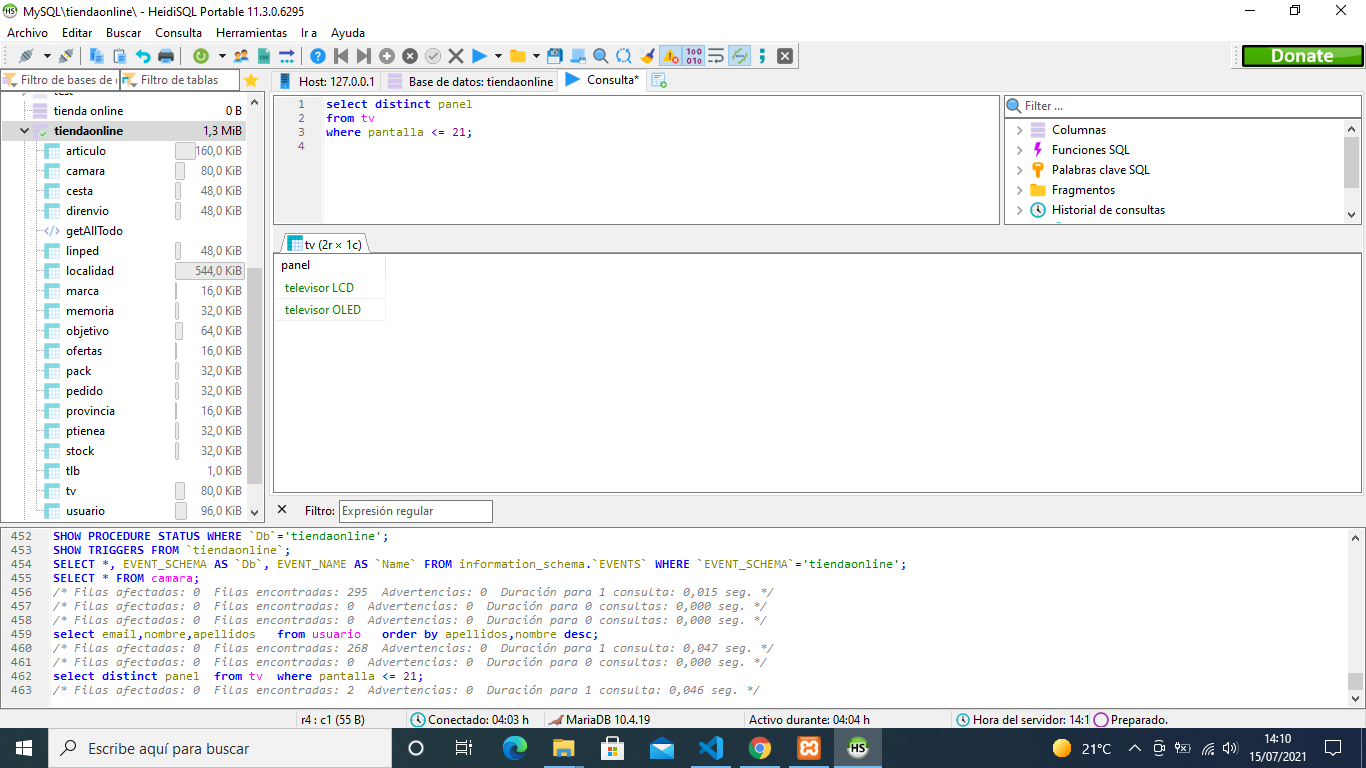 MySQL\tiendaonline\ - HeidiSQL Portable 11.3.0.6295
Archivo Editar Buscar Consulta Herramientas Ir a Ayuda
Donate
Filtro de bases de
Filtro de tablas
Host: 127.0.0.1
Base de datos: tiendaonline
Consulta*
tienda online 0 B
tiendaonline 1,3 MiB
articulo 160,0 KiB
camara 80,0 KiB
cesta 48,0 KiB
direnvio 48,0 KiB
getAllTodo
linped 48,0 KiB
localidad 544,0 KiB
marca 16,0 KiB
memoria 32,0 KiB
objetivo 64,0 KiB
ofertas 16,0 KiB
pack 32,0 KiB
pedido 32,0 KiB
provincia 16,0 KiB
ptienea 32,0 KiB
stock 32,0 KiB
tlb 1,0 KiB
tv 80,0 KiB
usuario 96,0 KiB
1 select distinct panel
2 from tv
3 where pantalla <= 21;
4
Filter ...
Columnas
Funciones SQL
Palabras clave SQL
Fragmentos
Historial de consultas
tv (2r × 1c)
panel
televisor LCD
televisor OLED
Filtro: Expresión regular
452 SHOW PROCEDURE STATUS WHERE `Db`='tiendaonline';
453 SHOW TRIGGERS FROM `tiendaonline`;
454 SELECT *, EVENT_SCHEMA AS `Db`, EVENT_NAME AS `Name` FROM information_schema.`EVENTS` WHERE `EVENT_SCHEMA`='tiendaonline';
455 SELECT * FROM camara;
456 /* Filas afectadas: 0 Filas encontradas: 295 Advertencias: 0 Duración para 1 consulta: 0,015 seg. */
457 /* Filas afectadas: 0 Filas encontradas: 0 Advertencias: 0 Duración para 0 consultas: 0,000 seg. */
458 /* Filas afectadas: 0 Filas encontradas: 0 Advertencias: 0 Duración para 0 consultas: 0,000 seg. */
459 select email,nombre,apellidos from usuario order by apellidos,nombre desc;
460 /* Filas afectadas: 0 Filas encontradas: 268 Advertencias: 0 Duración para 1 consulta: 0,047 seg. */
461 /* Filas afectadas: 0 Filas encontradas: 0 Advertencias: 0 Duración para 0 consultas: 0,000 seg. */
462 select distinct panel from tv where pantalla <= 21;
463 /* Filas afectadas: 0 Filas encontradas: 2 Advertencias: 0 Duración para 1 consulta: 0,046 seg. */
r4 : c1 (55 B) Conectado: 04:03 h MariaDB 10.4.19 Activo durante: 04:04 h Hora del servidor: 14:1 Preparado.
Escribe aquí para buscar
21°C
14:10
15/07/2021